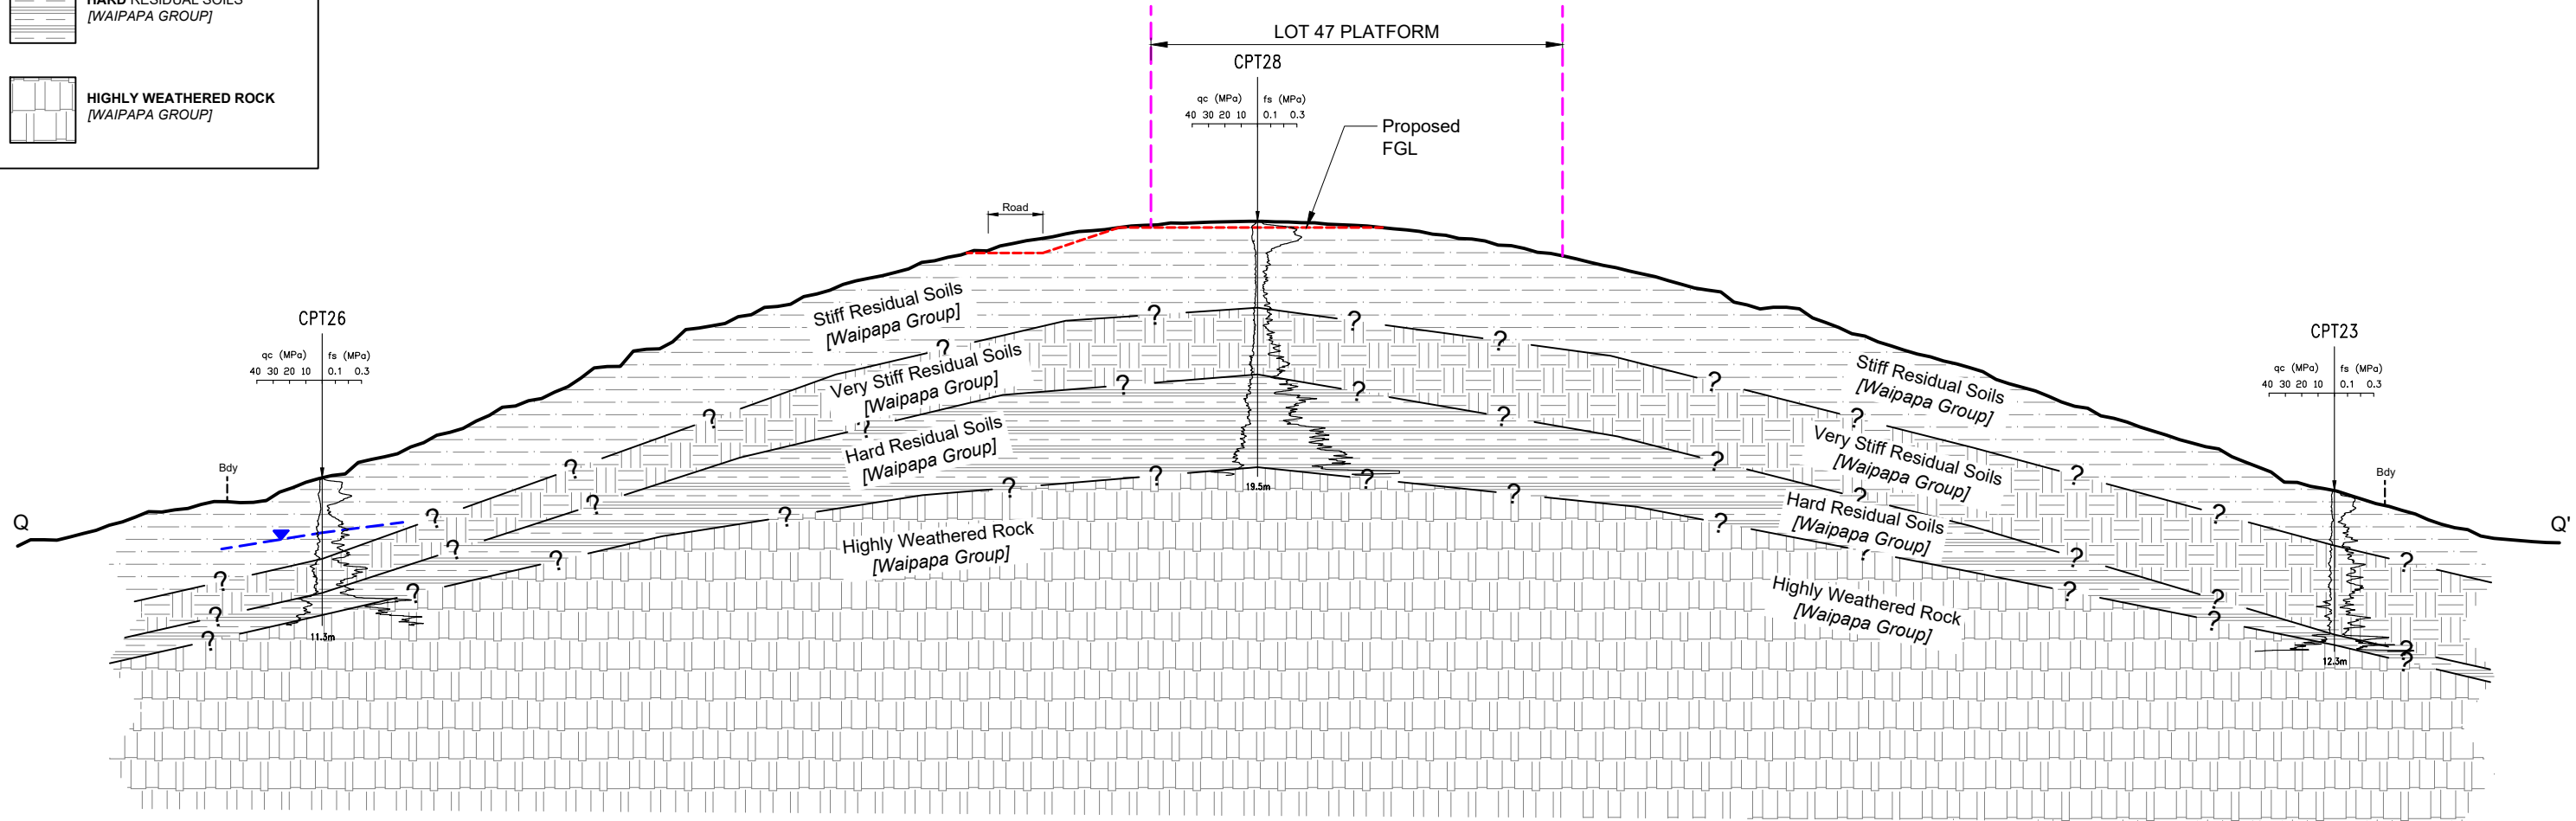 HARD RESIDUAL SOILS
[WAIPAPA GROUP]
HIGHLY WEATHERED ROCK
[WAIPAPA GROUP]
LOT 47 PLATFORM
CPT28
qc (MPa) fs (MPa)
40 30 20 10 0.1 0.3
Proposed
FGL
Road
CPT26
qc (MPa) fs (MPa)
40 30 20 10 0.1 0.3
CPT23
qc (MPa) fs (MPa)
40 30 20 10 0.1 0.3
Stiff Residual Soils
[Waipapa Group]
Very Stiff Residual Soils
[Waipapa Group]
Hard Residual Soils
[Waipapa Group]
Highly Weathered Rock
[Waipapa Group]
Stiff Residual Soils
[Waipapa Group]
Very Stiff Residual Soils
[Waipapa Group]
Hard Residual Soils
[Waipapa Group]
Highly Weathered Rock
[Waipapa Group]
Bdy
Bdy
Q
Q'
19.5m
11.3m
12.3m
? ? ? ? ? ? ? ? ? ? ? ?
? ? ? ? ? ? ? ? ? ? ? ?
? ? ? ? ? ? ? ? ? ? ? ? ?